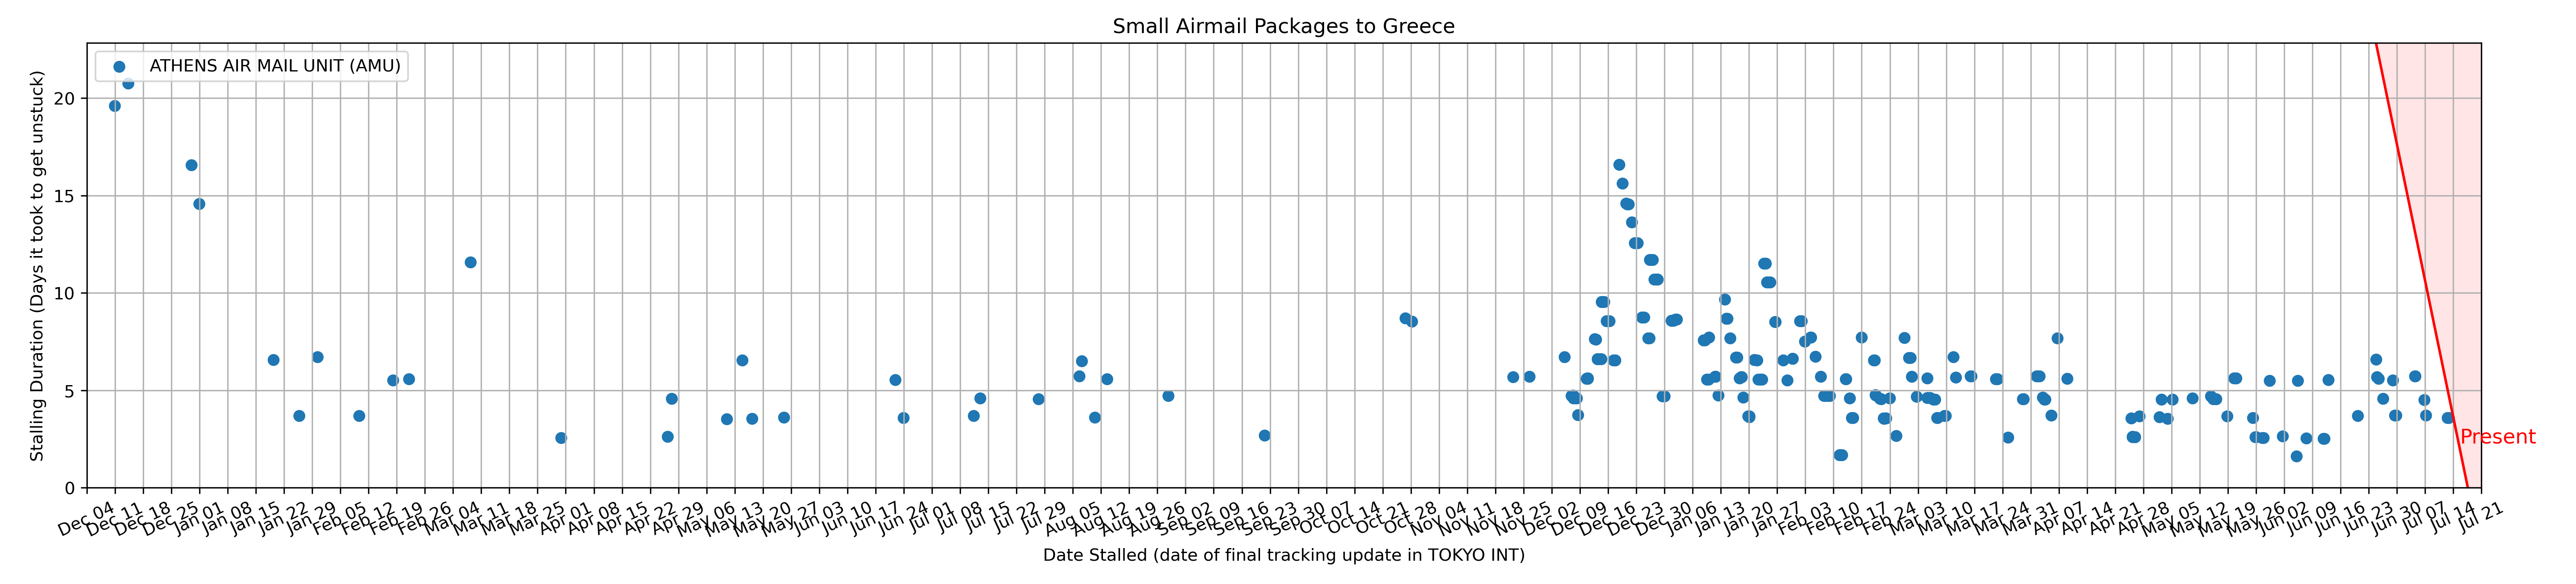 Small Airmail Packages to Greece
ATHENS AIR MAIL UNIT (AMU)
Stalling Duration (Days it took to get unstuck)
20
15
10
5
0
Present
Dec 04
Dec 11
Dec 18
Dec 25
Jan 01
Jan 08
Jan 15
Jan 22
Jan 29
Feb 05
Feb 12
Feb 19
Feb 26
Mar 04
Mar 11
Mar 18
Mar 25
Apr 01
Apr 08
Apr 15
Apr 22
Apr 29
May 06
May 13
May 20
May 27
Jun 03
Jun 10
Jun 17
Jun 24
Jul 01
Jul 08
Jul 15
Jul 22
Jul 29
Aug 05
Aug 12
Aug 19
Aug 26
Sep 02
Sep 09
Sep 16
Sep 23
Sep 30
Oct 07
Oct 14
Oct 21
Oct 28
Nov 04
Nov 11
Nov 18
Nov 25
Dec 02
Dec 09
Dec 16
Dec 23
Dec 30
Jan 06
Jan 13
Jan 20
Jan 27
Feb 03
Feb 10
Feb 17
Feb 24
Mar 03
Mar 10
Mar 17
Mar 24
Mar 31
Apr 07
Apr 14
Apr 21
Apr 28
May 05
May 12
May 19
May 26
Jun 02
Jun 09
Jun 16
Jun 23
Jun 30
Jul 07
Jul 14
Jul 21
Date Stalled (date of final tracking update in TOKYO INT)